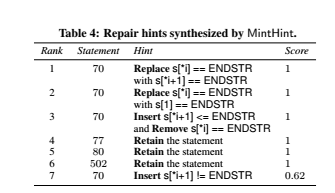 Table 4: Repair hints synthesized by MintHint.
Rank Statement Hint Score
1 70 Replace s[*i] == ENDSTR 1
with s[*i+1] == ENDSTR
2 70 Replace s[*i] == ENDSTR 1
with s[1] == ENDSTR
3 70 Insert s[*i+1] <= ENDSTR 1
and Remove s[*i] == ENDSTR
4 77 Retain the statement 1
5 80 Retain the statement 1
6 502 Retain the statement 1
7 70 Insert s[*i+1] != ENDSTR 0.62